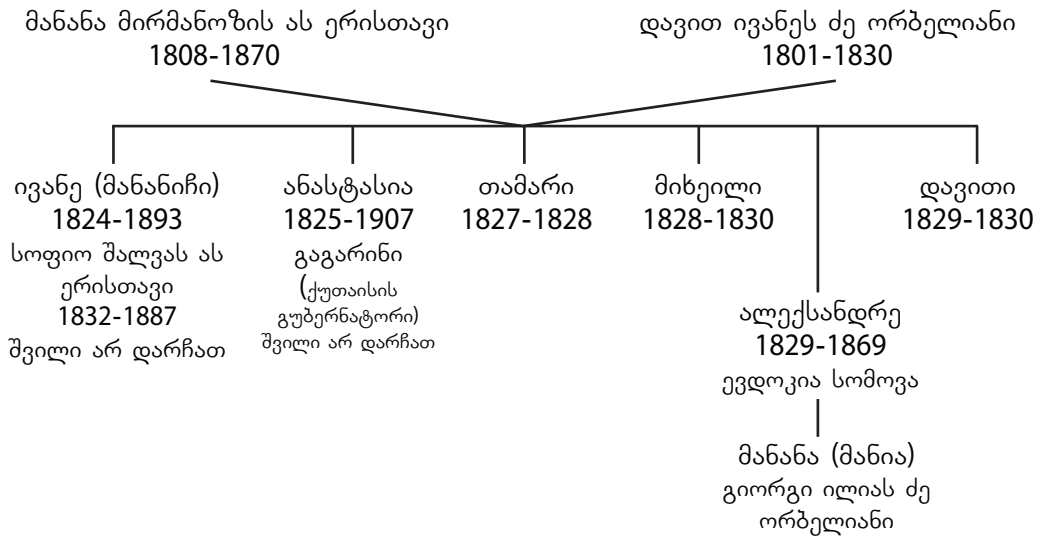 მანანა მირმანოზის ას ერისთავი
1808-1870
დავით ივანეს ძე ორბელიანი
1801-1830
ივანე (მანანიჩი)
1824-1893
სოფიო შალვას ას
ერისთავი
1832-1887
შვილი არ დარჩათ
ანასტასია
1825-1907
გაგარინი
(ქუთაისის
გუბერნატორი)
შვილი არ დარჩათ
თამარი
1827-1828
მიხეილი
1828-1830
ალექსანდრე
1829-1869
ევდოკია სომოვა
მანანა (მანია)
გიორგი ილიას ძე
ორბელიანი
დავითი
1829-1830